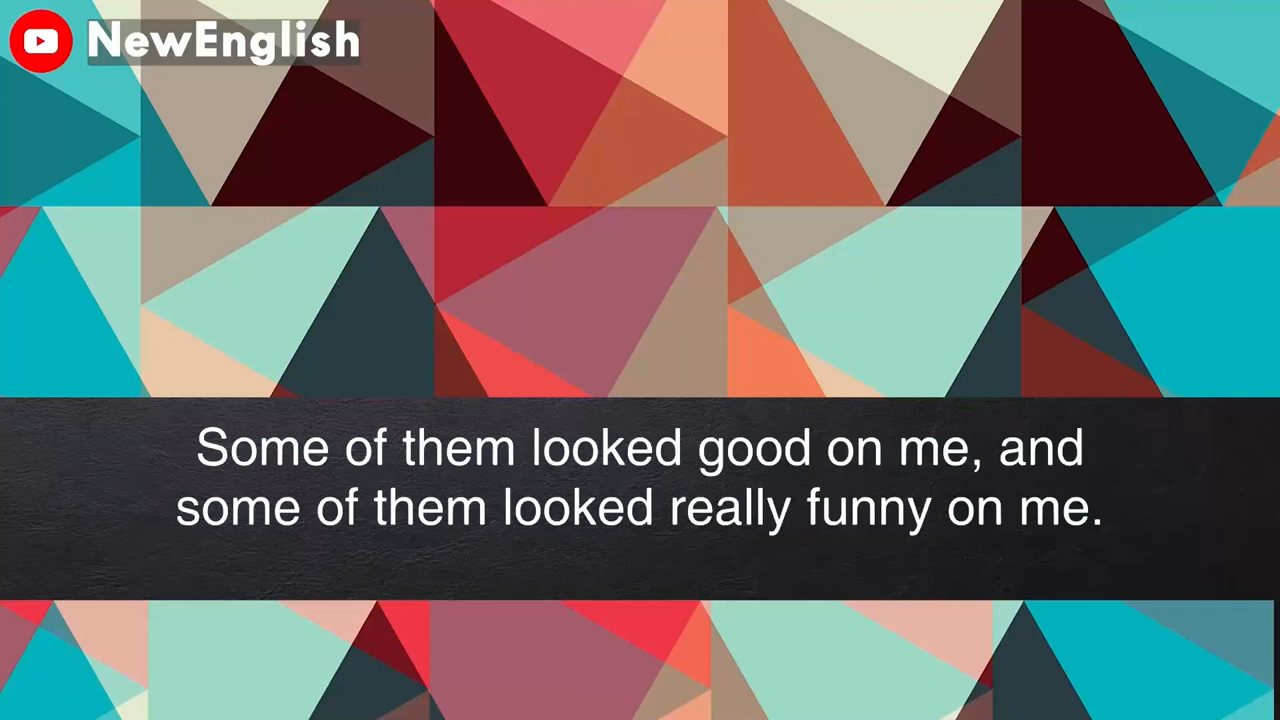 NewEnglish
Some of them looked good on me, and
some of them looked really funny on me.